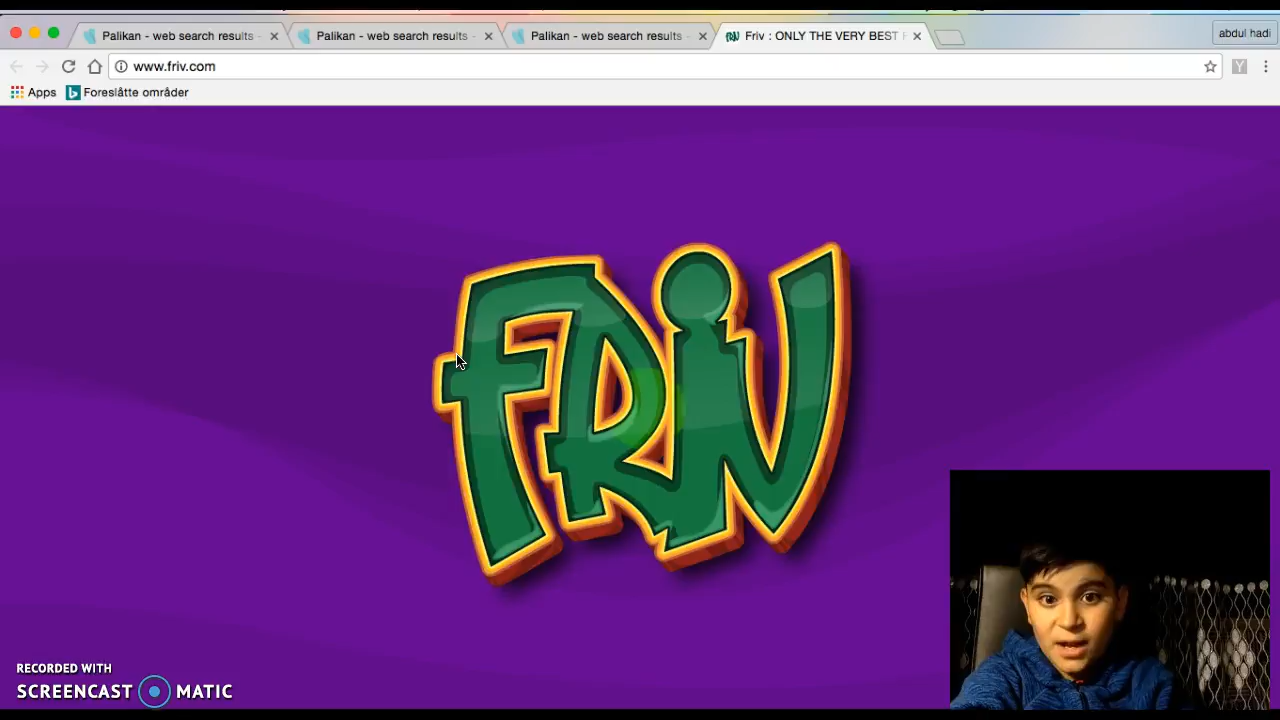 Palikan - web search results -
Palikan - web search results -
Palikan - web search results -
Friv : ONLY THE VERY BEST
abdul hadi
www.friv.com
Apps
Foreslåtte områder
FRiV
RECORDED WITH
SCREENCAST MATIC